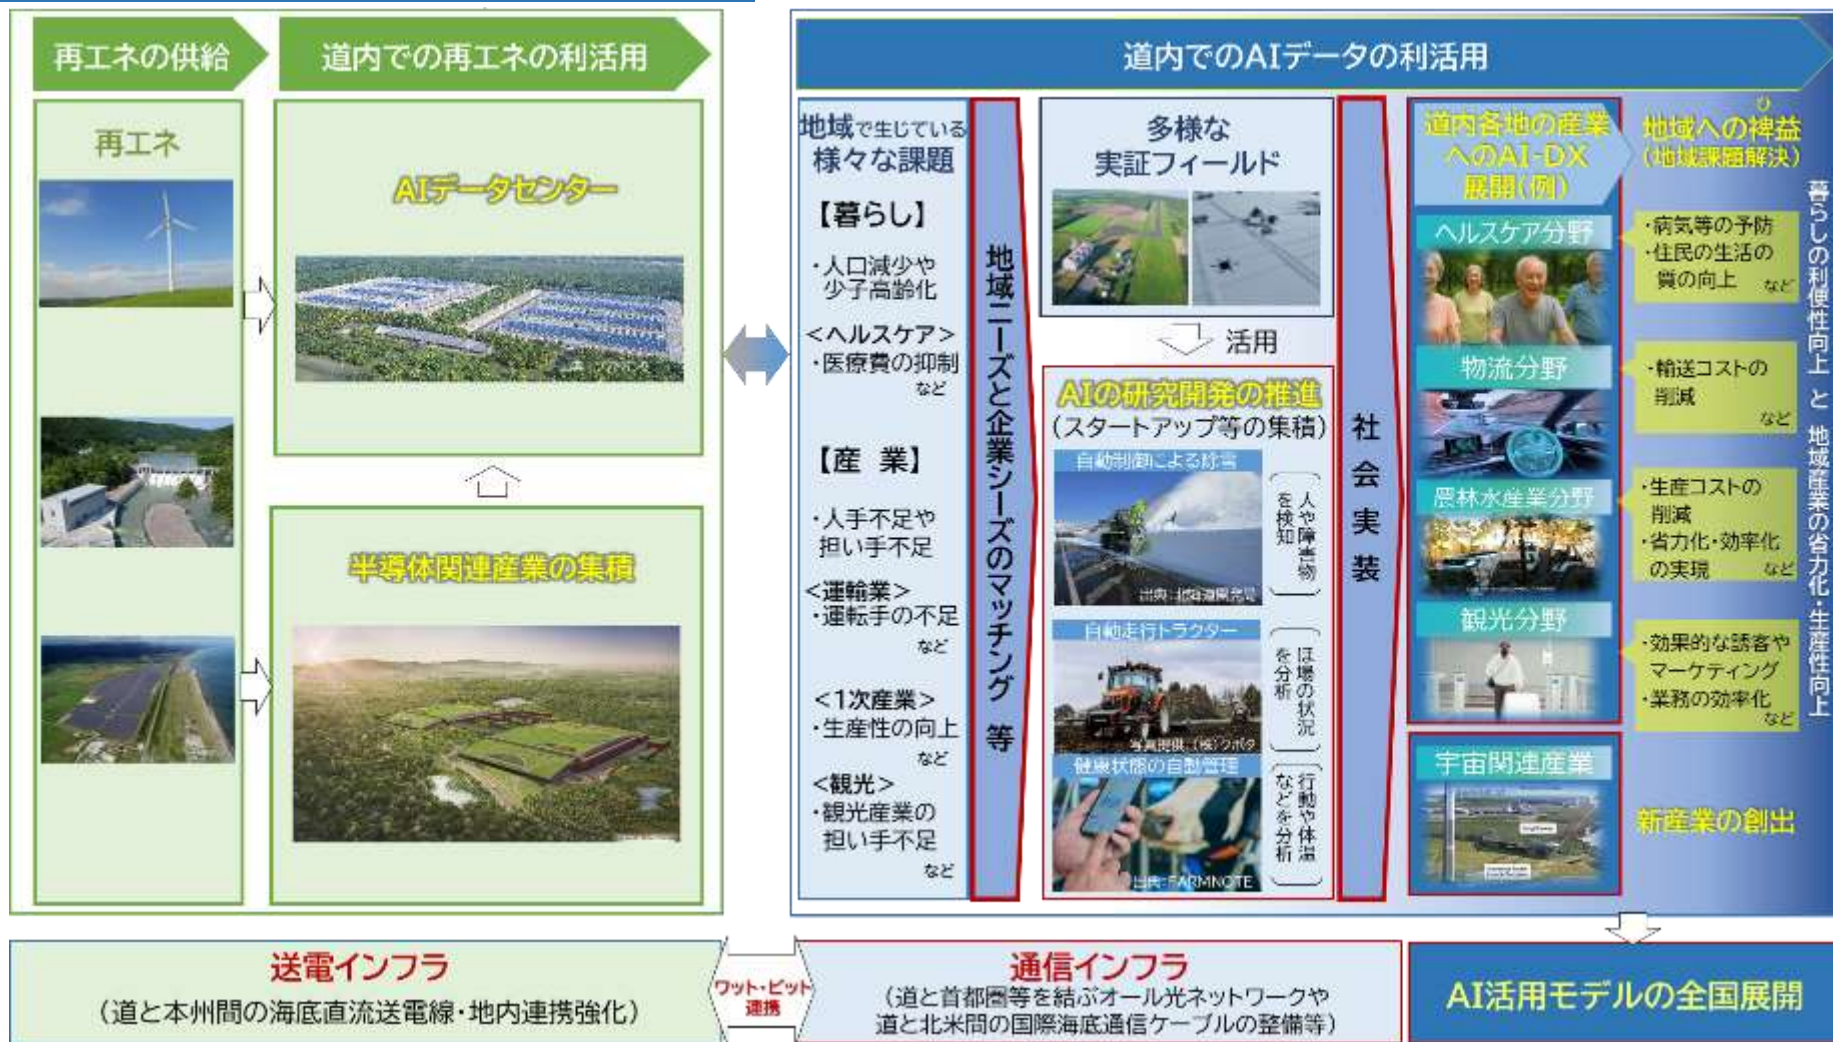 再エネの供給
道内での再エネの利活用
再エネ
AIデータセンター
半導体関連産業の集積
道内でのAIデータの利活用
地域で生じている
様々な課題
【暮らし】
・人口減少や
少子高齢化
<ヘルスケア>
・医療費の抑制
など
【産 業】
・人手不足や
担い手不足
<運輸業>
・運転手の不足
など
<1次産業>
・生産性の向上
など
<観光>
・観光産業の
担い手不足
など
地域ニーズと企業シーズのマッチング 等
多様な
実証フィールド
活用
AIの研究開発の推進
(スタートアップ等の集積)
自動制御による除雪
出典:北海道開発局
人や障害物
を検知
自動走行トラクター
写真提供:(株)クボタ
ほ場の状況
を分析
健康状態の自動管理
出典:FARMNOTE
行動や体温
などを分析
社会実装
道内各地の産業
へのAI-DX
展開(例)
ヘルスケア分野
物流分野
農林水産業分野
観光分野
宇宙関連産業
ひ
地域への裨益
(地域課題解決)
・病気等の予防
・住民の生活の
質の向上 など
・輸送コストの
削減
など
・生産コストの
削減
・省力化・効率化
の実現 など
・効果的な誘客や
マーケティング
・業務の効率化
など
新産業の創出
暮らしの利便性向上 と 地域産業の省力化・生産性向上
送電インフラ
(道と本州間の海底直流送電線・地内連携強化)
ワット・ビット
連携
通信インフラ
(道と首都圏等を結ぶオール光ネットワークや
道と北米間の国際海底通信ケーブルの整備等)
AI活用モデルの全国展開